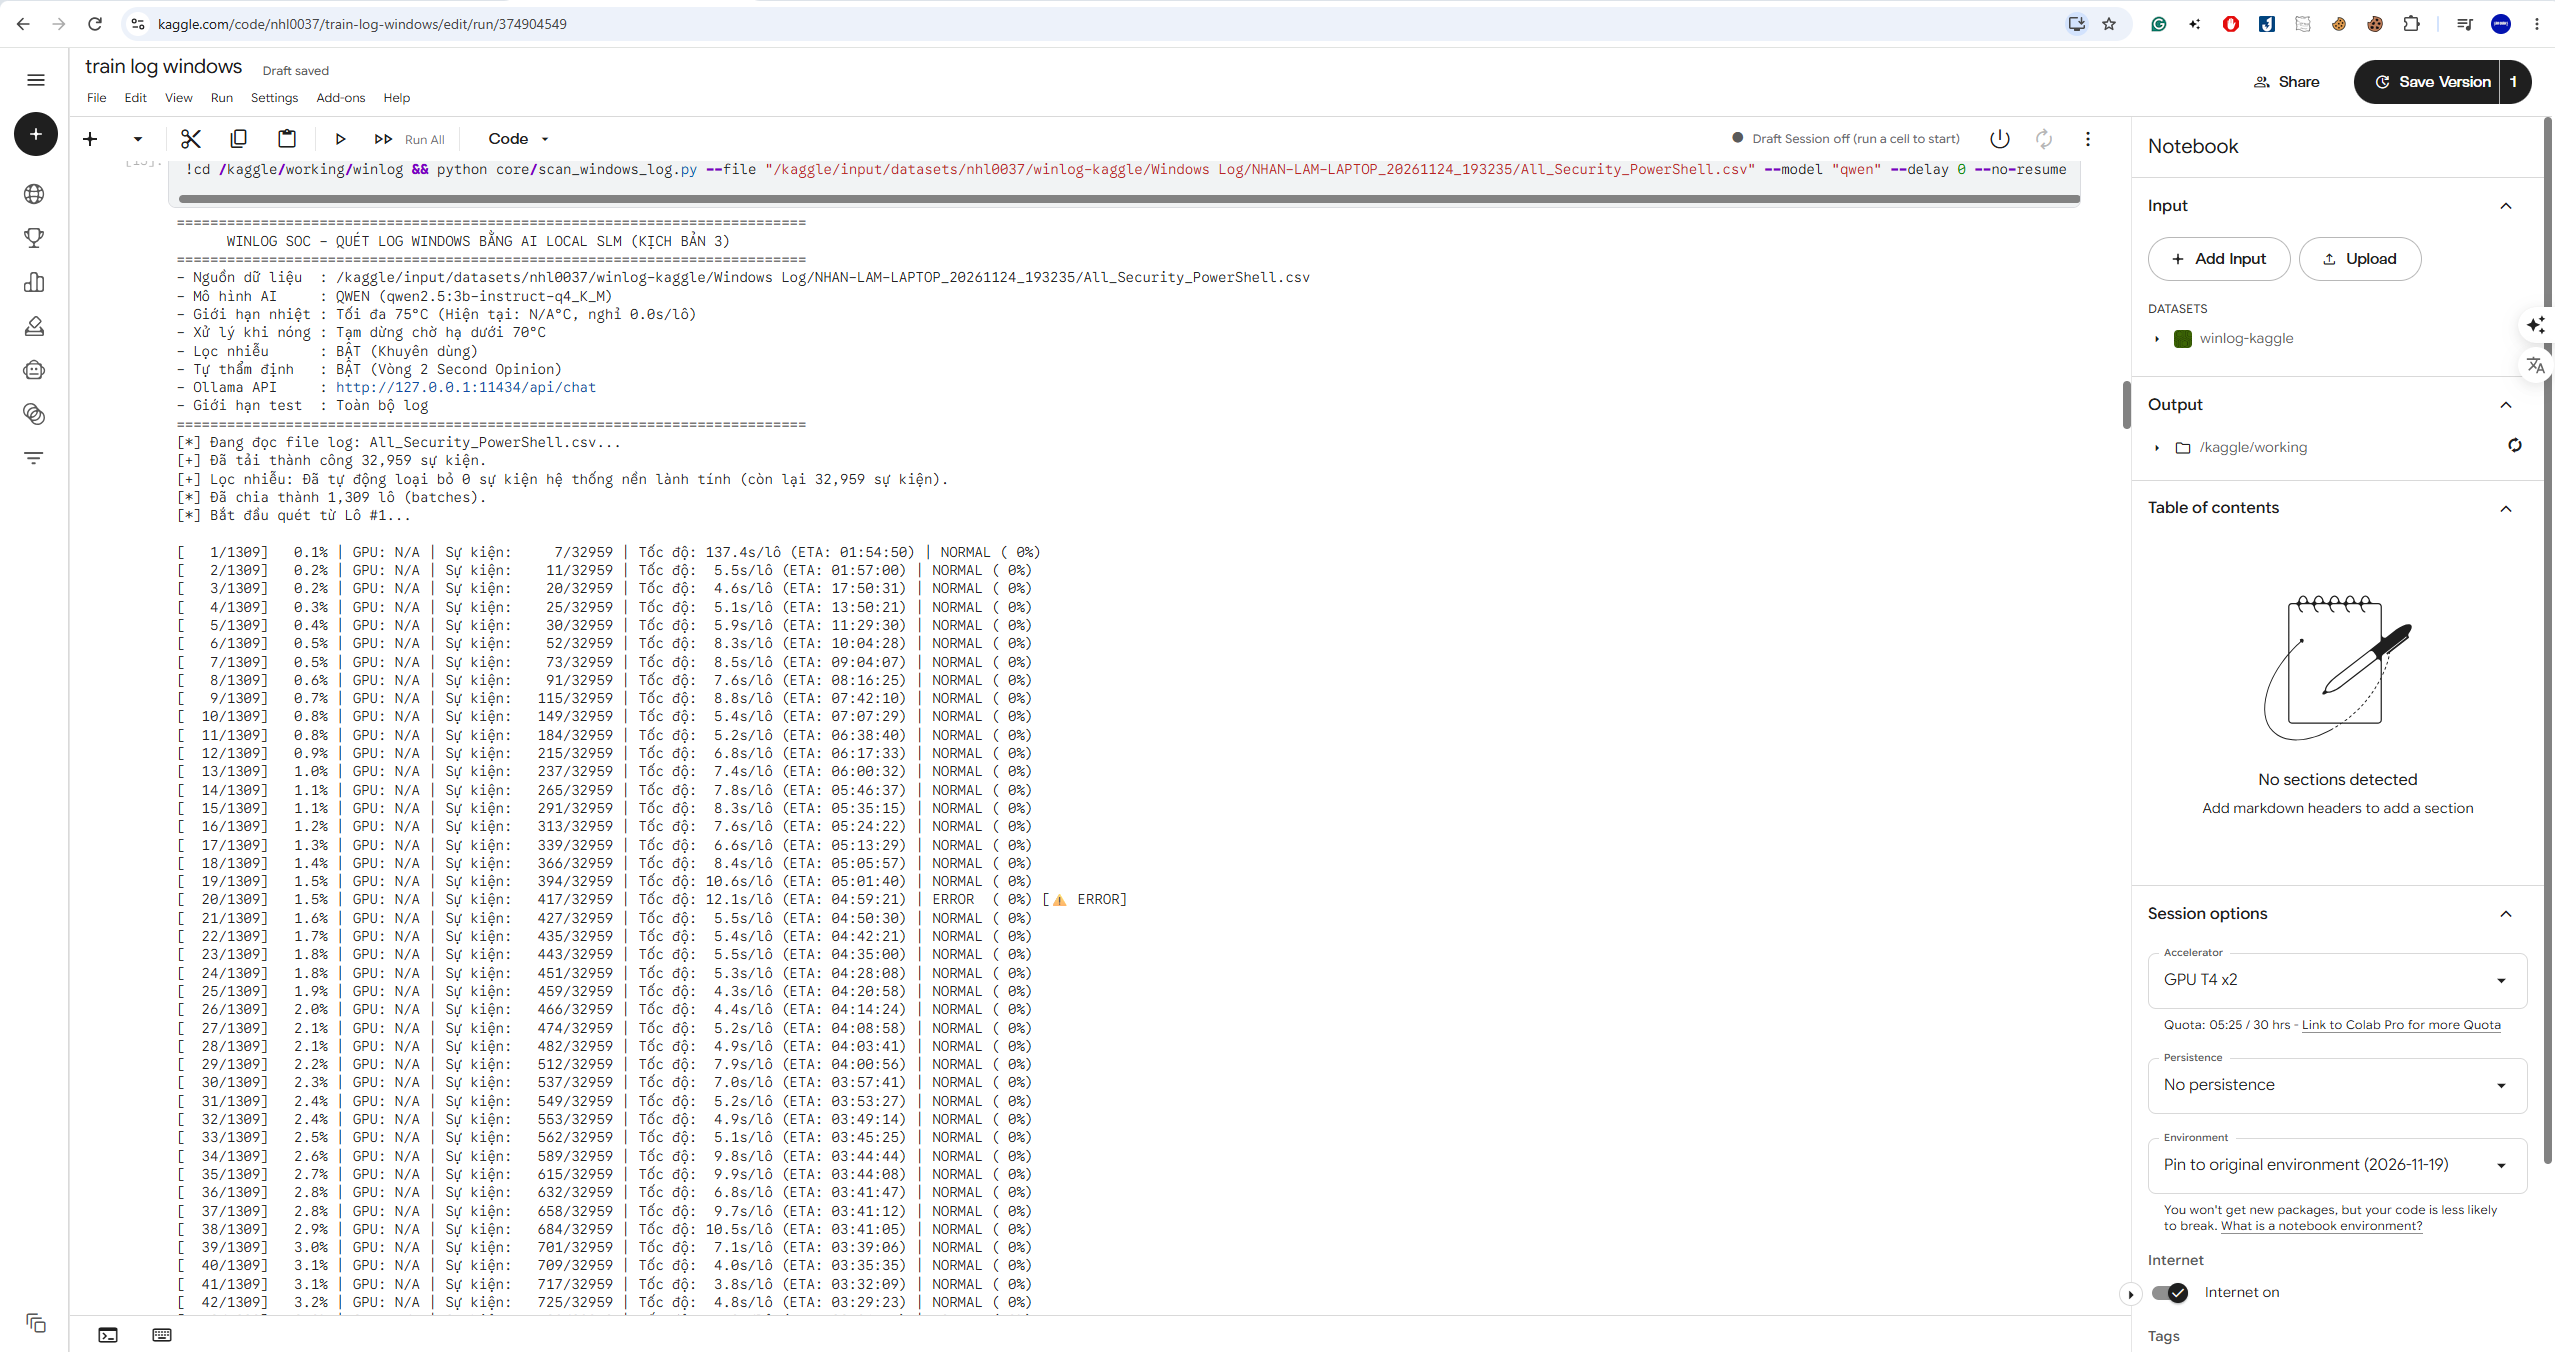 kaggle.com/code/nhl0037/train-log-windows/edit/run/374904549
train log windows
Draft saved
File Edit View Run Settings Add-ons Help
Share
Save Version 1
Run All
Code
Draft Session off (run a cell to start)
!cd /kaggle/working/winlog && python core/scan_windows_log.py --file "/kaggle/input/datasets/nhl0037/winlog-kaggle/Windows Log/NHAN-LAM-LAPTOP_20261124_193235/All_Security_PowerShell.csv" --model "qwen" --delay 0 --no-resume
===========================================================================
WINLOG SOC - QUÉT LOG WINDOWS BẰNG AI LOCAL SLM (KỊCH BẢN 3)
===========================================================================
- Nguồn dữ liệu : /kaggle/input/datasets/nhl0037/winlog-kaggle/Windows Log/NHAN-LAM-LAPTOP_20261124_193235/All_Security_PowerShell.csv
- Mô hình AI : QWEN (qwen2.5:3b-instruct-q4_K_M)
- Giới hạn nhiệt : Tối đa 75°C (Hiện tại: N/A°C, nghỉ 0.0s/lô)
- Xử lý khi nóng : Tạm dừng chờ hạ dưới 70°C
- Lọc nhiễu : BẬT (Khuyên dùng)
- Tự thẩm định : BẬT (Vòng 2 Second Opinion)
- Ollama API : http://127.0.0.1:11434/api/chat
- Giới hạn test : Toàn bộ log
===========================================================================
[*] Đang đọc file log: All_Security_PowerShell.csv...
[+] Đã tải thành công 32,959 sự kiện.
[+] Lọc nhiễu: Đã tự động loại bỏ 0 sự kiện hệ thống nền lành tính (còn lại 32,959 sự kiện).
[*] Đã chia thành 1,309 lô (batches).
[*] Bắt đầu quét từ Lô #1...
[ 1/1309] 0.1% | GPU: N/A | Sự kiện: 7/32959 | Tốc độ: 137.4s/lô (ETA: 01:54:50) | NORMAL ( 0%)
[ 2/1309] 0.2% | GPU: N/A | Sự kiện: 11/32959 | Tốc độ: 5.5s/lô (ETA: 01:57:00) | NORMAL ( 0%)
[ 3/1309] 0.2% | GPU: N/A | Sự kiện: 20/32959 | Tốc độ: 4.6s/lô (ETA: 17:50:31) | NORMAL ( 0%)
[ 4/1309] 0.3% | GPU: N/A | Sự kiện: 25/32959 | Tốc độ: 5.1s/lô (ETA: 13:50:21) | NORMAL ( 0%)
[ 5/1309] 0.4% | GPU: N/A | Sự kiện: 30/32959 | Tốc độ: 5.9s/lô (ETA: 11:29:30) | NORMAL ( 0%)
[ 6/1309] 0.5% | GPU: N/A | Sự kiện: 52/32959 | Tốc độ: 8.3s/lô (ETA: 10:04:28) | NORMAL ( 0%)
[ 7/1309] 0.5% | GPU: N/A | Sự kiện: 73/32959 | Tốc độ: 8.5s/lô (ETA: 09:04:07) | NORMAL ( 0%)
[ 8/1309] 0.6% | GPU: N/A | Sự kiện: 91/32959 | Tốc độ: 7.6s/lô (ETA: 08:16:25) | NORMAL ( 0%)
[ 9/1309] 0.7% | GPU: N/A | Sự kiện: 115/32959 | Tốc độ: 8.8s/lô (ETA: 07:42:10) | NORMAL ( 0%)
[ 10/1309] 0.8% | GPU: N/A | Sự kiện: 149/32959 | Tốc độ: 5.4s/lô (ETA: 07:07:29) | NORMAL ( 0%)
[ 11/1309] 0.8% | GPU: N/A | Sự kiện: 184/32959 | Tốc độ: 5.2s/lô (ETA: 06:38:40) | NORMAL ( 0%)
[ 12/1309] 0.9% | GPU: N/A | Sự kiện: 215/32959 | Tốc độ: 6.8s/lô (ETA: 06:17:33) | NORMAL ( 0%)
[ 13/1309] 1.0% | GPU: N/A | Sự kiện: 237/32959 | Tốc độ: 7.4s/lô (ETA: 06:00:32) | NORMAL ( 0%)
[ 14/1309] 1.1% | GPU: N/A | Sự kiện: 265/32959 | Tốc độ: 7.8s/lô (ETA: 05:46:37) | NORMAL ( 0%)
[ 15/1309] 1.1% | GPU: N/A | Sự kiện: 291/32959 | Tốc độ: 8.3s/lô (ETA: 05:35:15) | NORMAL ( 0%)
[ 16/1309] 1.2% | GPU: N/A | Sự kiện: 313/32959 | Tốc độ: 7.6s/lô (ETA: 05:24:22) | NORMAL ( 0%)
[ 17/1309] 1.3% | GPU: N/A | Sự kiện: 339/32959 | Tốc độ: 6.6s/lô (ETA: 05:13:29) | NORMAL ( 0%)
[ 18/1309] 1.4% | GPU: N/A | Sự kiện: 366/32959 | Tốc độ: 8.4s/lô (ETA: 05:05:57) | NORMAL ( 0%)
[ 19/1309] 1.5% | GPU: N/A | Sự kiện: 394/32959 | Tốc độ: 10.6s/lô (ETA: 05:01:40) | NORMAL ( 0%)
[ 20/1309] 1.5% | GPU: N/A | Sự kiện: 417/32959 | Tốc độ: 12.1s/lô (ETA: 04:59:21) | ERROR ( 0%) [⚠️ ERROR]
[ 21/1309] 1.6% | GPU: N/A | Sự kiện: 427/32959 | Tốc độ: 5.5s/lô (ETA: 04:50:30) | NORMAL ( 0%)
[ 22/1309] 1.7% | GPU: N/A | Sự kiện: 435/32959 | Tốc độ: 5.4s/lô (ETA: 04:42:21) | NORMAL ( 0%)
[ 23/1309] 1.8% | GPU: N/A | Sự kiện: 443/32959 | Tốc độ: 5.5s/lô (ETA: 04:35:00) | NORMAL ( 0%)
[ 24/1309] 1.8% | GPU: N/A | Sự kiện: 451/32959 | Tốc độ: 5.3s/lô (ETA: 04:28:08) | NORMAL ( 0%)
[ 25/1309] 1.9% | GPU: N/A | Sự kiện: 459/32959 | Tốc độ: 4.3s/lô (ETA: 04:20:58) | NORMAL ( 0%)
[ 26/1309] 2.0% | GPU: N/A | Sự kiện: 466/32959 | Tốc độ: 4.4s/lô (ETA: 04:14:24) | NORMAL ( 0%)
[ 27/1309] 2.1% | GPU: N/A | Sự kiện: 474/32959 | Tốc độ: 5.2s/lô (ETA: 04:08:58) | NORMAL ( 0%)
[ 28/1309] 2.1% | GPU: N/A | Sự kiện: 482/32959 | Tốc độ: 4.9s/lô (ETA: 04:03:41) | NORMAL ( 0%)
[ 29/1309] 2.2% | GPU: N/A | Sự kiện: 512/32959 | Tốc độ: 7.9s/lô (ETA: 04:00:56) | NORMAL ( 0%)
[ 30/1309] 2.3% | GPU: N/A | Sự kiện: 537/32959 | Tốc độ: 7.0s/lô (ETA: 03:57:41) | NORMAL ( 0%)
[ 31/1309] 2.4% | GPU: N/A | Sự kiện: 549/32959 | Tốc độ: 5.2s/lô (ETA: 03:53:27) | NORMAL ( 0%)
[ 32/1309] 2.4% | GPU: N/A | Sự kiện: 553/32959 | Tốc độ: 4.9s/lô (ETA: 03:49:14) | NORMAL ( 0%)
[ 33/1309] 2.5% | GPU: N/A | Sự kiện: 562/32959 | Tốc độ: 5.1s/lô (ETA: 03:45:25) | NORMAL ( 0%)
[ 34/1309] 2.6% | GPU: N/A | Sự kiện: 589/32959 | Tốc độ: 9.8s/lô (ETA: 03:44:44) | NORMAL ( 0%)
[ 35/1309] 2.7% | GPU: N/A | Sự kiện: 615/32959 | Tốc độ: 9.9s/lô (ETA: 03:44:08) | NORMAL ( 0%)
[ 36/1309] 2.8% | GPU: N/A | Sự kiện: 632/32959 | Tốc độ: 6.8s/lô (ETA: 03:41:47) | NORMAL ( 0%)
[ 37/1309] 2.8% | GPU: N/A | Sự kiện: 658/32959 | Tốc độ: 9.7s/lô (ETA: 03:41:12) | NORMAL ( 0%)
[ 38/1309] 2.9% | GPU: N/A | Sự kiện: 684/32959 | Tốc độ: 10.5s/lô (ETA: 03:41:05) | NORMAL ( 0%)
[ 39/1309] 3.0% | GPU: N/A | Sự kiện: 701/32959 | Tốc độ: 7.1s/lô (ETA: 03:39:06) | NORMAL ( 0%)
[ 40/1309] 3.1% | GPU: N/A | Sự kiện: 709/32959 | Tốc độ: 4.0s/lô (ETA: 03:35:35) | NORMAL ( 0%)
[ 41/1309] 3.1% | GPU: N/A | Sự kiện: 717/32959 | Tốc độ: 3.8s/lô (ETA: 03:32:09) | NORMAL ( 0%)
[ 42/1309] 3.2% | GPU: N/A | Sự kiện: 725/32959 | Tốc độ: 4.8s/lô (ETA: 03:29:23) | NORMAL ( 0%)
Notebook
Input
Add Input Upload
DATASETS
winlog-kaggle
Output
/kaggle/working
Table of contents
No sections detected
Add markdown headers to add a section
Session options
Accelerator
GPU T4 x2
Quota: 05:25 / 30 hrs - Link to Colab Pro for more Quota
Persistence
No persistence
Environment
Pin to original environment (2026-11-19)
You won't get new packages, but your code is less likely
to break. What is a notebook environment?
Internet
Internet on
Tags